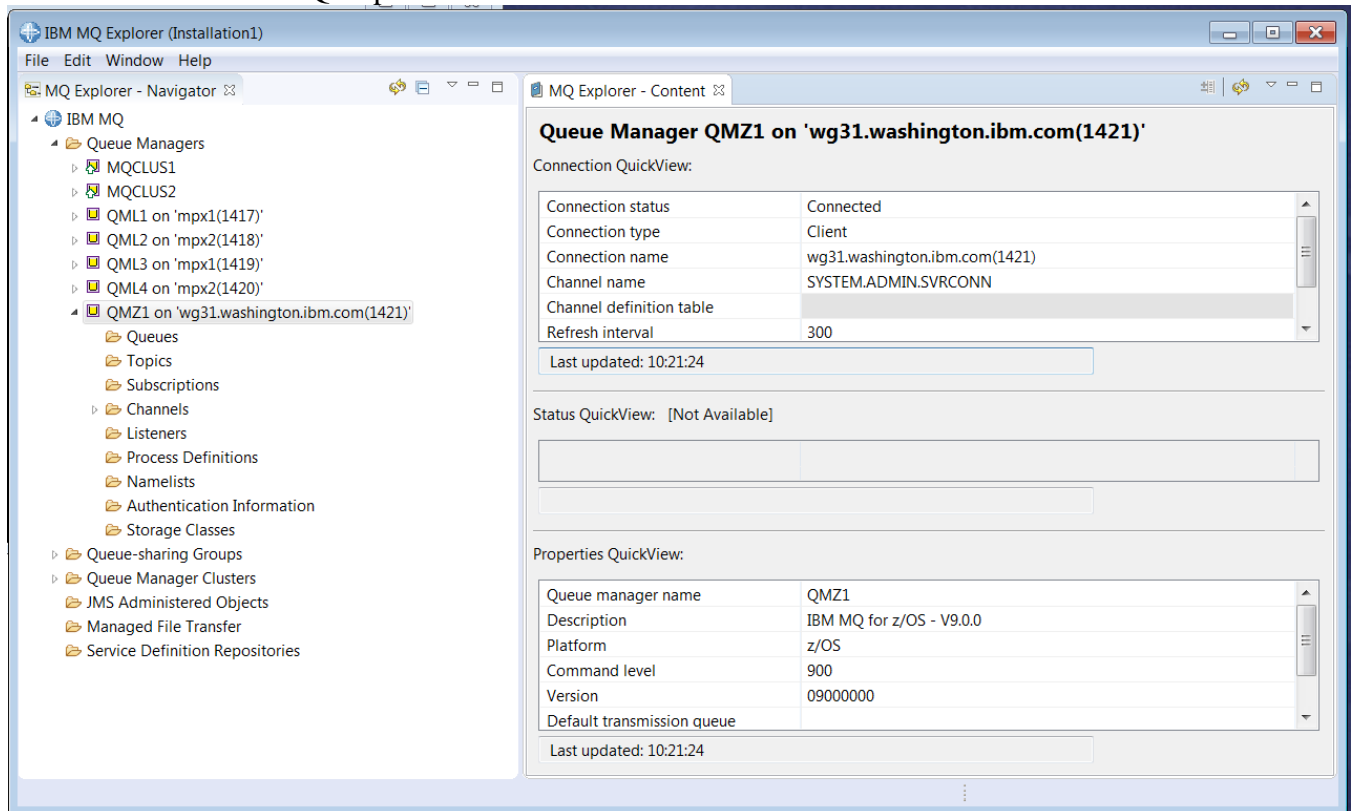 IBM MQ Explorer (Installation1)
File Edit Window Help
MQ Explorer - Navigator
IBM MQ
Queue Managers
MQCLUS1
MQCLUS2
QML1 on 'mpx1(1417)'
QML2 on 'mpx2(1418)'
QML3 on 'mpx1(1419)'
QML4 on 'mpx2(1420)'
QMZ1 on 'wg31.washington.ibm.com(1421)'
Queues
Topics
Subscriptions
Channels
Listeners
Process Definitions
Namelists
Authentication Information
Storage Classes
Queue-sharing Groups
Queue Manager Clusters
JMS Administered Objects
Managed File Transfer
Service Definition Repositories
MQ Explorer - Content
Queue Manager QMZ1 on 'wg31.washington.ibm.com(1421)'
Connection QuickView:
Connection status Connected
Connection type Client
Connection name wg31.washington.ibm.com(1421)
Channel name SYSTEM.ADMIN.SVRCONN
Channel definition table
Refresh interval 300
Last updated: 10:21:24
Status QuickView: [Not Available]
Properties QuickView:
Queue manager name QMZ1
Description IBM MQ for z/OS - V9.0.0
Platform z/OS
Command level 900
Version 09000000
Default transmission queue
Last updated: 10:21:24